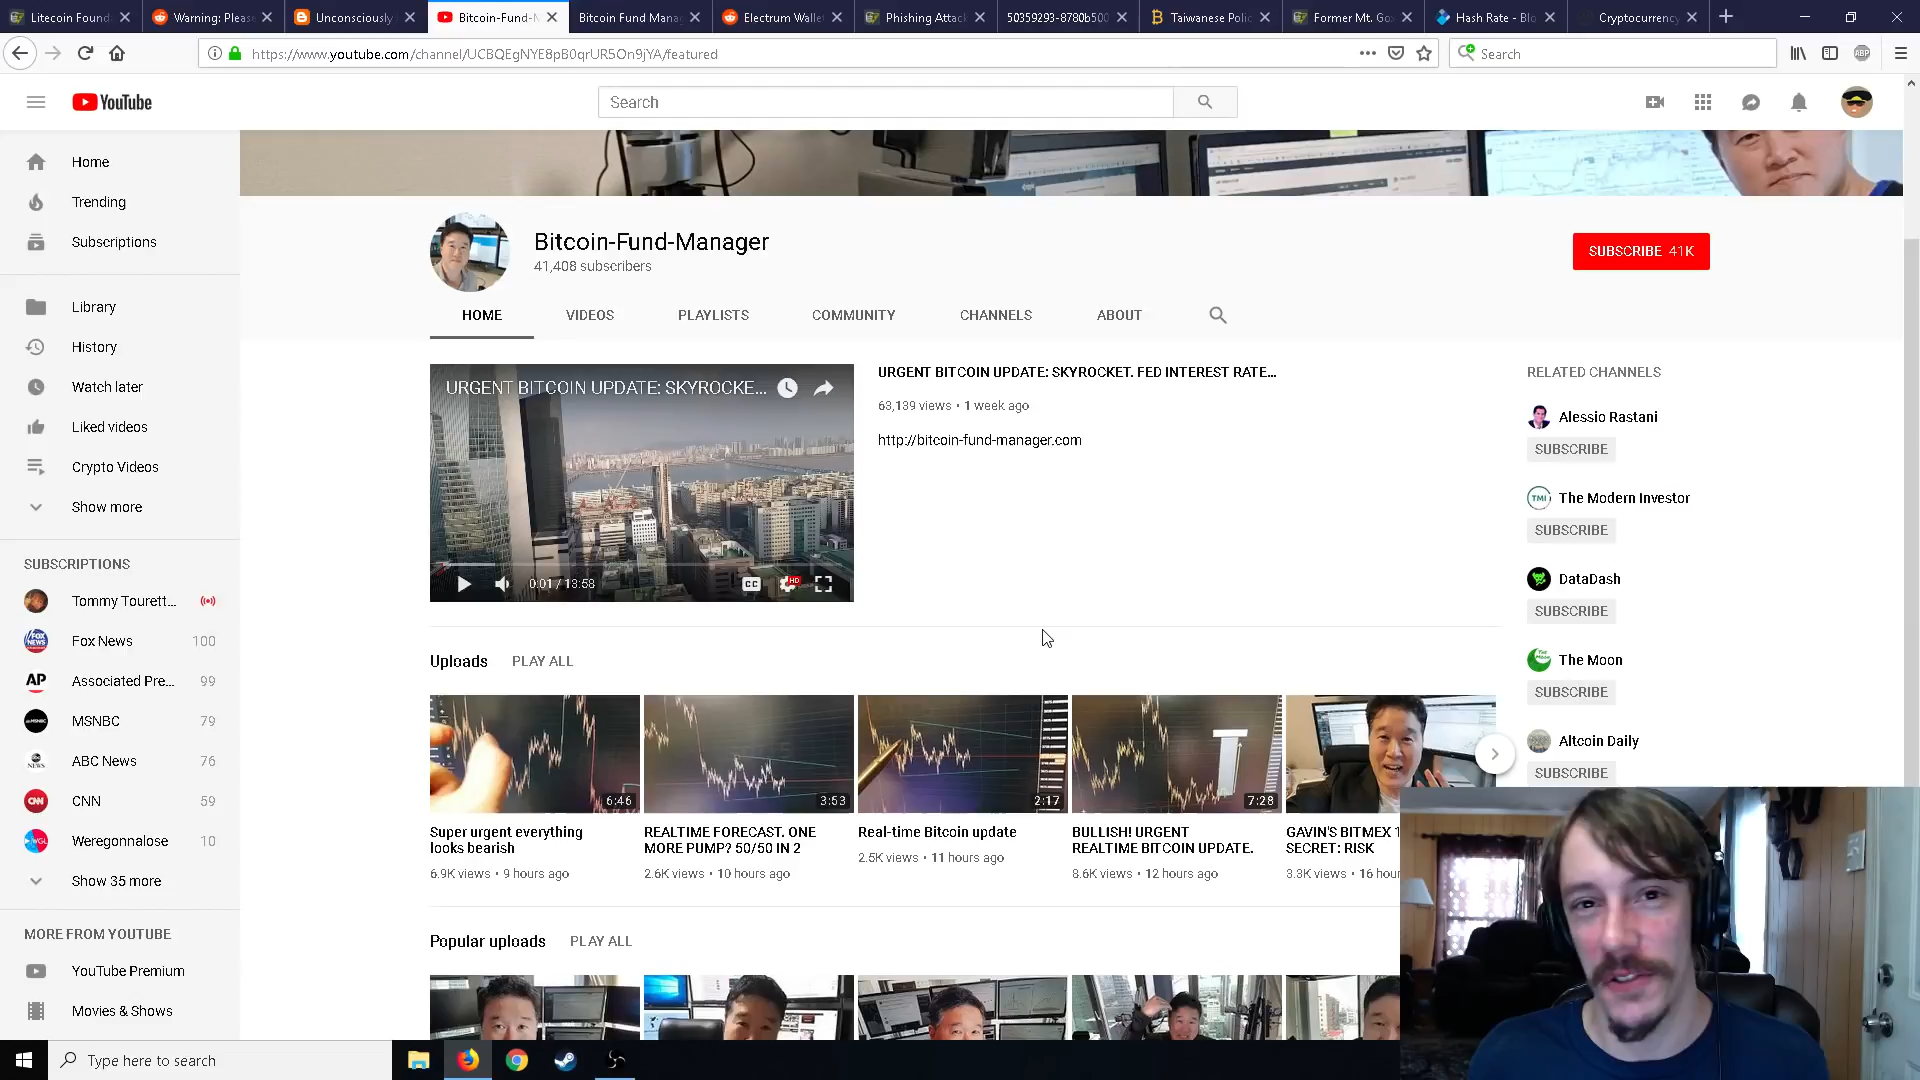 Litecoin Found
Warning: Pleas
Unconsciously
Bitcoin-Fund-M
Bitcoin Fund Mana
Electrum Walle
Phishing Attac
50359293-8780b500
Taiwanese Polic
Former Mt. Go
Hash Rate - Blo
Cryptocurrency
https://www.youtube.com/channel/UCBQEgNYE8pB0qrUR5On9jYA/featured
Search
ABP
YouTube
Search
Home
Trending
Subscriptions
Library
History
Watch later
Liked videos
Crypto Videos
Show more
SUBSCRIPTIONS
Tommy Tourett...
Fox News 100
Associated Pre... 99
MSNBC 79
ABC News 76
CNN 59
Weregonnalose 10
Show 35 more
MORE FROM YOUTUBE
YouTube Premium
Movies & Shows
Bitcoin-Fund-Manager
41,408 subscribers
SUBSCRIBE 41K
HOME VIDEOS PLAYLISTS COMMUNITY CHANNELS ABOUT
URGENT BITCOIN UPDATE: SKYROCKE...
CC
HD
0:01 / 13:58
URGENT BITCOIN UPDATE: SKYROCKET. FED INTEREST RATE...
63,139 views • 1 week ago
http://bitcoin-fund-manager.com
Uploads PLAY ALL
6:46
Super urgent everything
looks bearish
6.9K views • 9 hours ago
3:53
REALTIME FORECAST. ONE
MORE PUMP? 50/50 IN 2
2.6K views • 10 hours ago
2:17
Real-time Bitcoin update
2.5K views • 11 hours ago
7:28
BULLISH! URGENT
REALTIME BITCOIN UPDATE.
8.6K views • 12 hours ago
GAVIN'S BITMEX 1
SECRET: RISK
3.3K views • 16 hour
Popular uploads PLAY ALL
RELATED CHANNELS
Alessio Rastani
SUBSCRIBE
TMI
The Modern Investor
SUBSCRIBE
DataDash
SUBSCRIBE
The Moon
SUBSCRIBE
Altcoin Daily
SUBSCRIBE
Type here to search